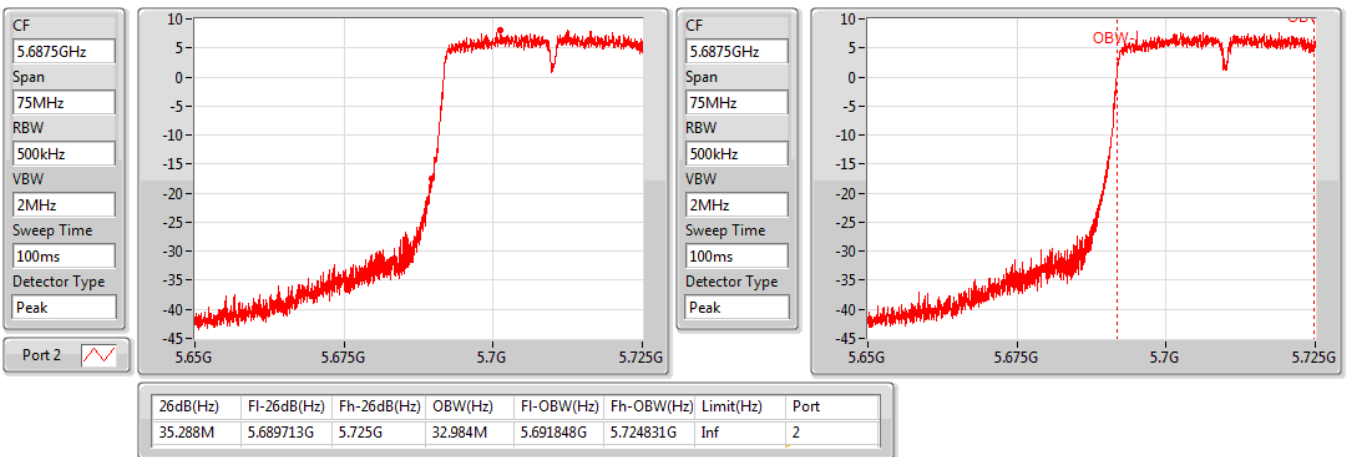 CF
5.6875GHz
Span
75MHz
RBW
500kHz
VBW
2MHz
Sweep Time
100ms
Detector Type
Peak
Port 2
10
5
0
-5
-10
-15
-20
-25
-30
-35
-40
-45
5.65G 5.675G 5.7G 5.725G
CF
5.6875GHz
Span
75MHz
RBW
500kHz
VBW
2MHz
Sweep Time
100ms
Detector Type
Peak
10
5
0
-5
-10
-15
-20
-25
-30
-35
-40
-45
OBW-
5.65G 5.675G 5.7G 5.725G
26dB(Hz) Fl-26dB(Hz) Fh-26dB(Hz) OBW(Hz) Fl-OBW(Hz) Fh-OBW(Hz) Limit(Hz) Port
35.288M 5.689713G 5.725G 32.984M 5.691848G 5.724831G Inf 2